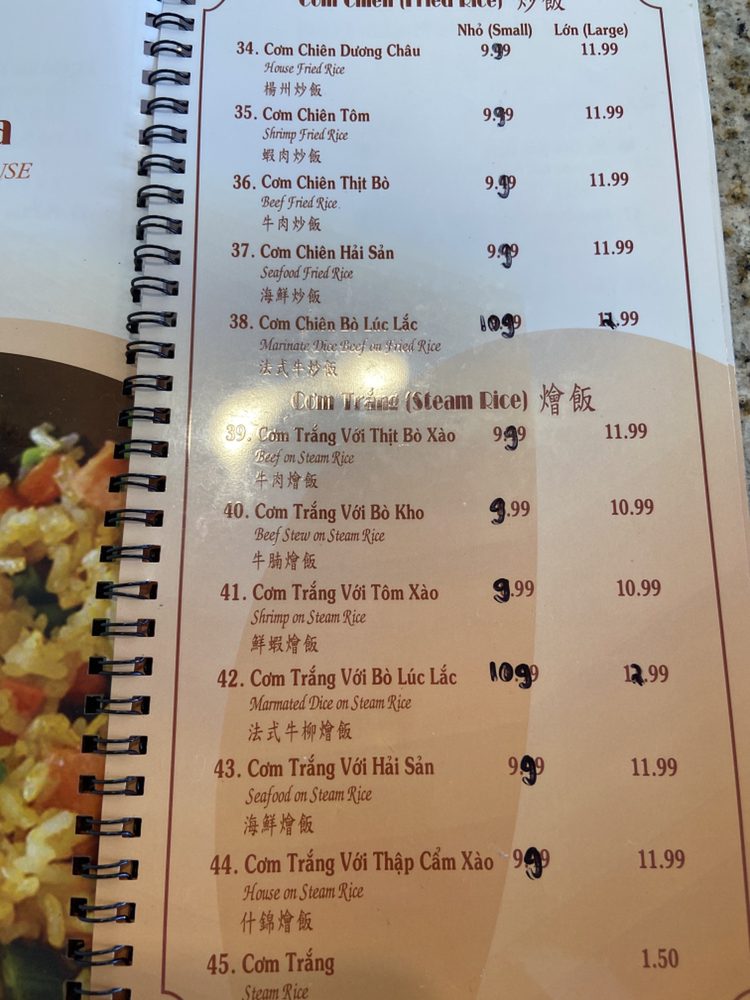 Cơm Chiên (Fried Rice) 炒飯
Nhỏ (Small) Lớn (Large)
34. Cơm Chiên Dương Châu 9.99 11.99
House Fried Rice
楊州炒飯
35. Cơm Chiên Tôm 9.99 11.99
Shrimp Fried Rice
蝦肉炒飯
36. Cơm Chiên Thịt Bò 9.99 11.99
Beef Fried Rice
牛肉炒飯
37. Cơm Chiên Hải Sản 9.99 11.99
Seafood Fried Rice
海鮮炒飯
38. Cơm Chiên Bò Lúc Lắc 10.99 12.99
Marinate Dice Beef on Fried Rice
法式牛炒飯
Cơm Trắng (Steam Rice) 燴飯
39. Cơm Trắng Với Thịt Bò Xào 9.99 11.99
Beef on Steam Rice
牛肉燴飯
40. Cơm Trắng Với Bò Kho 9.99 10.99
Beef Stew on Steam Rice
牛腩燴飯
41. Cơm Trắng Với Tôm Xào 9.99 10.99
Shrimp on Steam Rice
鮮蝦燴飯
42. Cơm Trắng Với Bò Lúc Lắc 10.99 12.99
Marmated Dice on Steam Rice
法式牛柳燴飯
43. Cơm Trắng Với Hải Sản 9.99 11.99
Seafood on Steam Rice
海鮮燴飯
44. Cơm Trắng Với Thập Cẩm Xào 9.99 11.99
House on Steam Rice
什錦燴飯
45. Cơm Trắng 1.50
Steam Rice